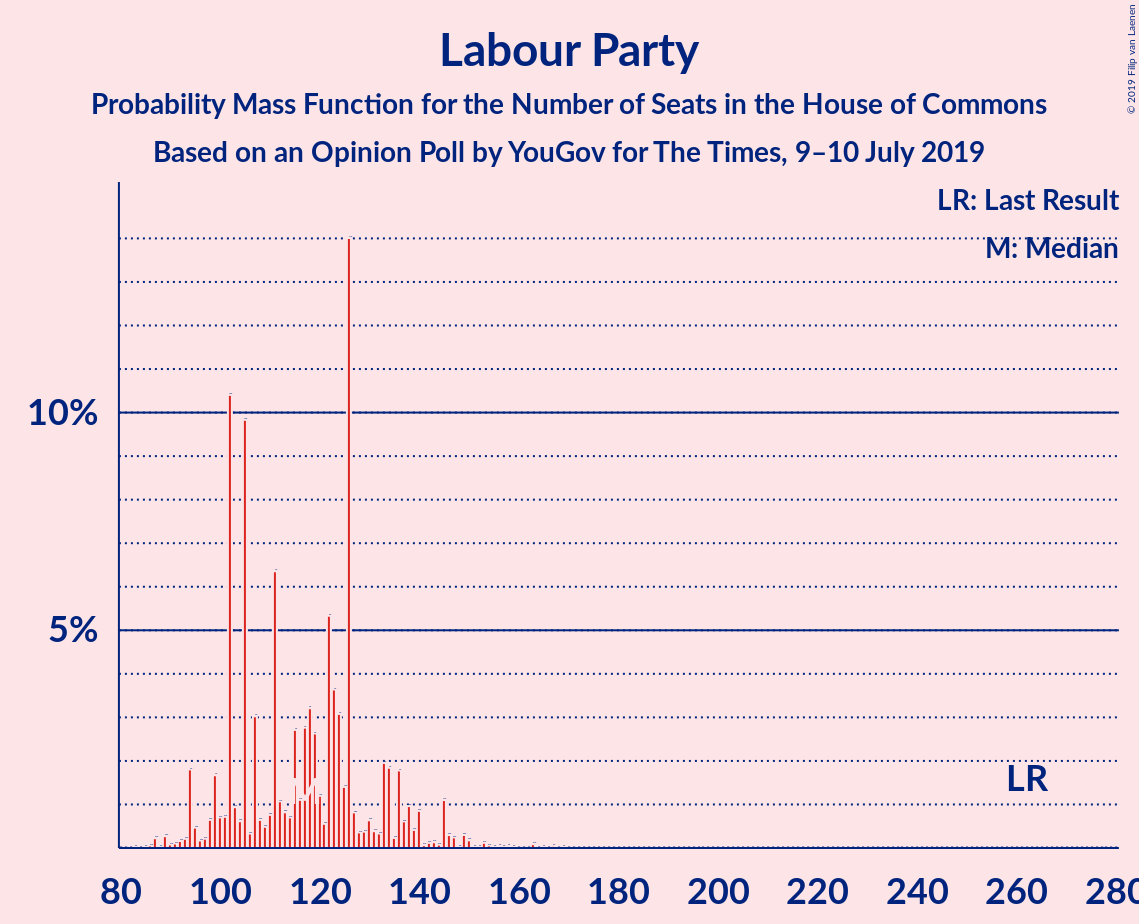 Labour Party
Probability Mass Function for the Number of Seats in the House of Commons
Based on an Opinion Poll by YouGov for The Times, 9–10 July 2019
© 2019 Filip van Laenen
LR: Last Result
M: Median
10%
5%
LR
M
80 100 120 140 160 180 200 220 240 260 280